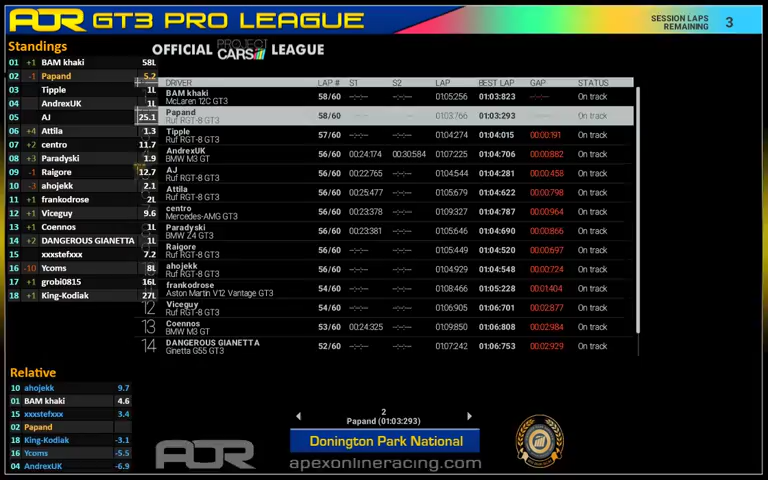 AOR GT3 PRO LEAGUE
SESSION LAPS REMAINING 3
Standings
OFFICIAL PROJECT CARS LEAGUE
01 +1 BAM khaki 58L
02 -1 Papand 5.2
03 Tipple 1L
04 AndrexUK 1L
05 AJ 25.1
06 +4 Attila 1.3
07 +2 centro 11.7
08 +3 Paradyski 1.9
09 -1 Raigore 12.7
10 -3 ahojekk 2.1
11 +1 frankodrose 2L
12 +1 Viceguy 9.6
13 +1 Coennos 1L
14 +2 DANGEROUS GIANETTA 1L
15 xxxstefxxx 7.2
16 -10 Ycoms 8L
17 +1 grobi0815 16L
18 +1 King-Kodiak 27L
DRIVER LAP # S1 S2 LAP BEST LAP GAP STATUS
BAM khaki 58/60 -:--:--- -:--:--- 01:05:256 01:03:823 -:--:--- On track
McLaren 12C GT3
Papand 58/60 -:--:--- -:--:--- 01:03:766 01:03:293 -:--:--- On track
Ruf RGT-8 GT3
Tipple 57/60 -:--:--- -:--:--- 01:04:274 01:04:015 00:00:191 On track
Ruf RGT-8 GT3
AndrexUK 56/60 00:24:174 00:30:584 01:07:225 01:04:706 00:00:882 On track
BMW M3 GT
AJ 56/60 00:22:765 -:--:--- 01:04:544 01:04:281 00:00:458 On track
Ruf RGT-8 GT3
Attila 56/60 00:25:477 -:--:--- 01:05:679 01:04:622 00:00:798 On track
Ruf RGT-8 GT3
centro 56/60 00:23:378 -:--:--- 01:09:327 01:04:787 00:00:964 On track
Mercedes-AMG GT3
Paradyski 56/60 00:23:381 -:--:--- 01:05:646 01:04:690 00:00:866 On track
BMW Z4 GT3
Raigore 56/60 -:--:--- -:--:--- 01:05:449 01:04:520 00:00:697 On track
Ruf RGT-8 GT3
ahojekk 56/60 -:--:--- -:--:--- 01:04:929 01:04:548 00:00:724 On track
Ruf RGT-8 GT3
frankodrose 54/60 -:--:--- -:--:--- 01:08:466 01:05:228 00:01:404 On track
Aston Martin V12 Vantage GT3
12 Viceguy 54/60 -:--:--- -:--:--- 01:06:905 01:06:701 00:02:877 On track
Ruf RGT-8 GT3
13 Coennos 53/60 00:24:325 -:--:--- 01:09:850 01:06:808 00:02:984 On track
BMW M3 GT
14 DANGEROUS GIANETTA 52/60 -:--:--- -:--:--- 01:07:242 01:06:753 00:02:929 On track
Ginetta G55 GT3
Relative
10 ahojekk 9.7
01 BAM khaki 4.6
15 xxxstefxxx 3.4
02 Papand
18 King-Kodiak -3.1
16 Ycoms -5.5
04 AndrexUK -6.9
2
Papand (01:03:293)
AOR
Donington Park National
apexonlineracing.com